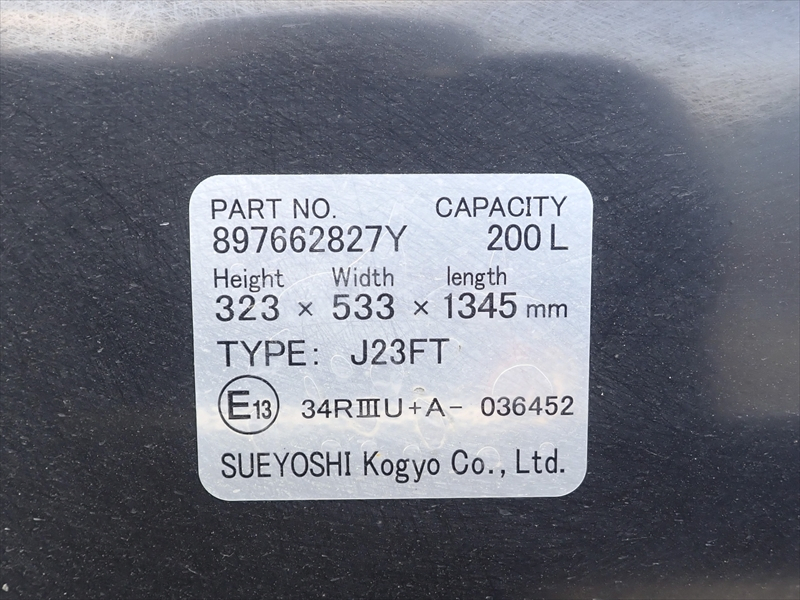 PART NO. CAPACITY
897662827Y 200 L
Height Width length
323 × 533 × 1345 mm
TYPE: J23FT
E13 34RⅢU+A- 036452
SUEYOSHI Kogyo Co., Ltd.